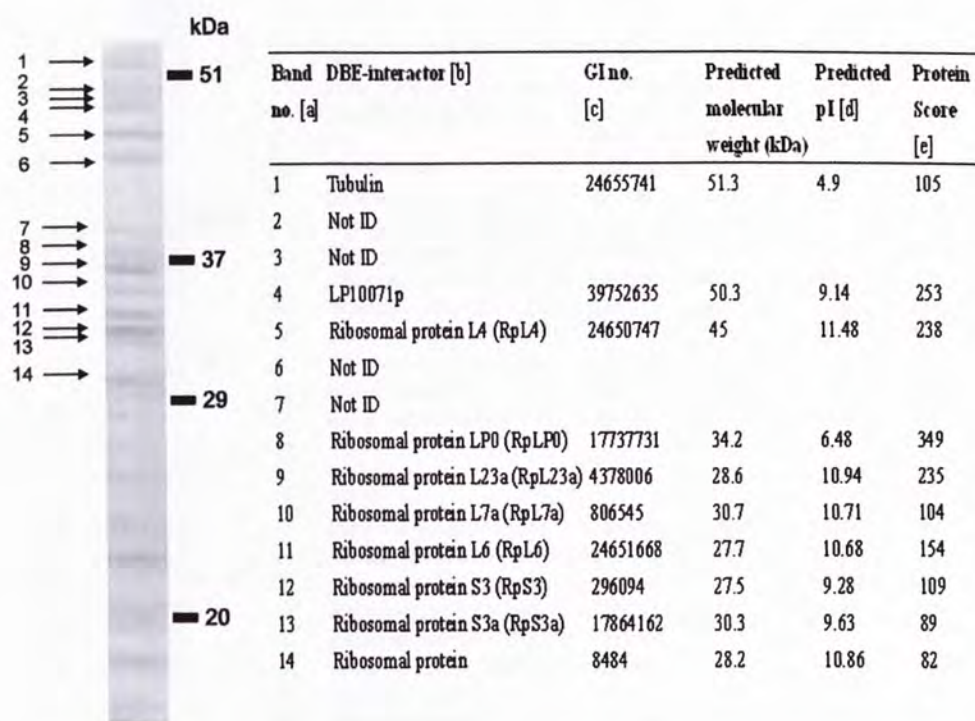 kDa
1
2
3
4
5
6
7
8
9
10
11
12
13
14
51
37
29
20
Band DBE-interactor [b] GI no. Predicted Predicted Protein
no. [a] [c] molecular pI [d] Score
weight (kDa) [e]
1 Tubulin 24655741 51.3 4.9 105
2 Not ID
3 Not ID
4 LP10071p 39752635 50.3 9.14 253
5 Ribosomal protein L4 (RpL4) 24650747 45 11.48 238
6 Not ID
7 Not ID
8 Ribosomal protein LP0 (RpLP0) 17737731 34.2 6.48 349
9 Ribosomal protein L23a (RpL23a) 4378006 28.6 10.94 235
10 Ribosomal protein L7a (RpL7a) 806545 30.7 10.71 104
11 Ribosomal protein L6 (RpL6) 24651668 27.7 10.68 154
12 Ribosomal protein S3 (RpS3) 296094 27.5 9.28 109
13 Ribosomal protein S3a (RpS3a) 17864162 30.3 9.63 89
14 Ribosomal protein 8484 28.2 10.86 82